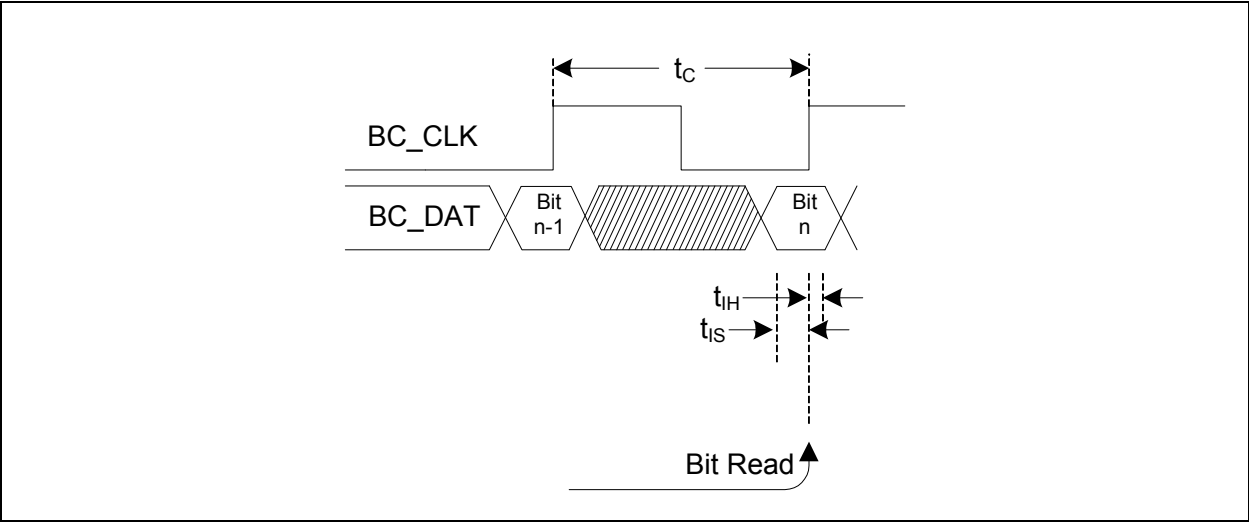 tC
BC_CLK
BC_DAT
Bit
n-1
Bit
n
tIH
tIS
Bit Read